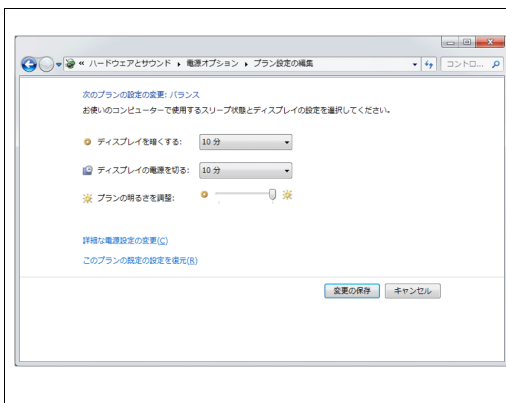 « ハードウェアとサウンド ▸ 電源オプション ▸ プラン設定の編集
コントロ...
次のプランの設定の変更: バランス
お使いのコンピューターで使用するスリープ状態とディスプレイの設定を選択してください。
ディスプレイを暗くする: 10 分
ディスプレイの電源を切る: 10 分
プランの明るさを調整:
詳細な電源設定の変更(C)
このプランの既定の設定を復元(R)
変更の保存 キャンセル